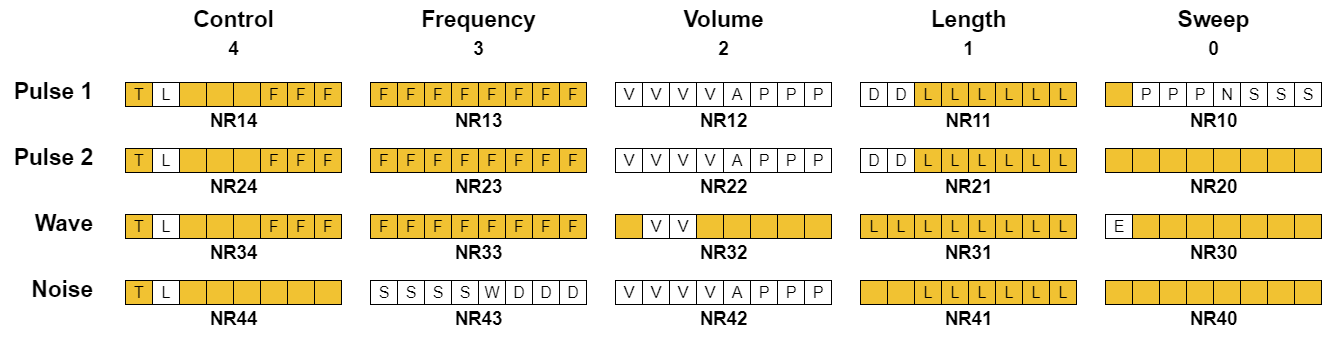 Control Frequency Volume Length Sweep
4 3 2 1 0
Pulse 1 T L F F F F F F F F F F F V V V V A P P P D D L L L L L L P P P N S S S
NR14 NR13 NR12 NR11 NR10
Pulse 2 T L F F F F F F F F F F F V V V V A P P P D D L L L L L L
NR24 NR23 NR22 NR21 NR20
Wave T L F F F F F F F F F F F V V L L L L L L L L E
NR34 NR33 NR32 NR31 NR30
Noise T L S S S S W D D D V V V V A P P P L L L L L L
NR44 NR43 NR42 NR41 NR40